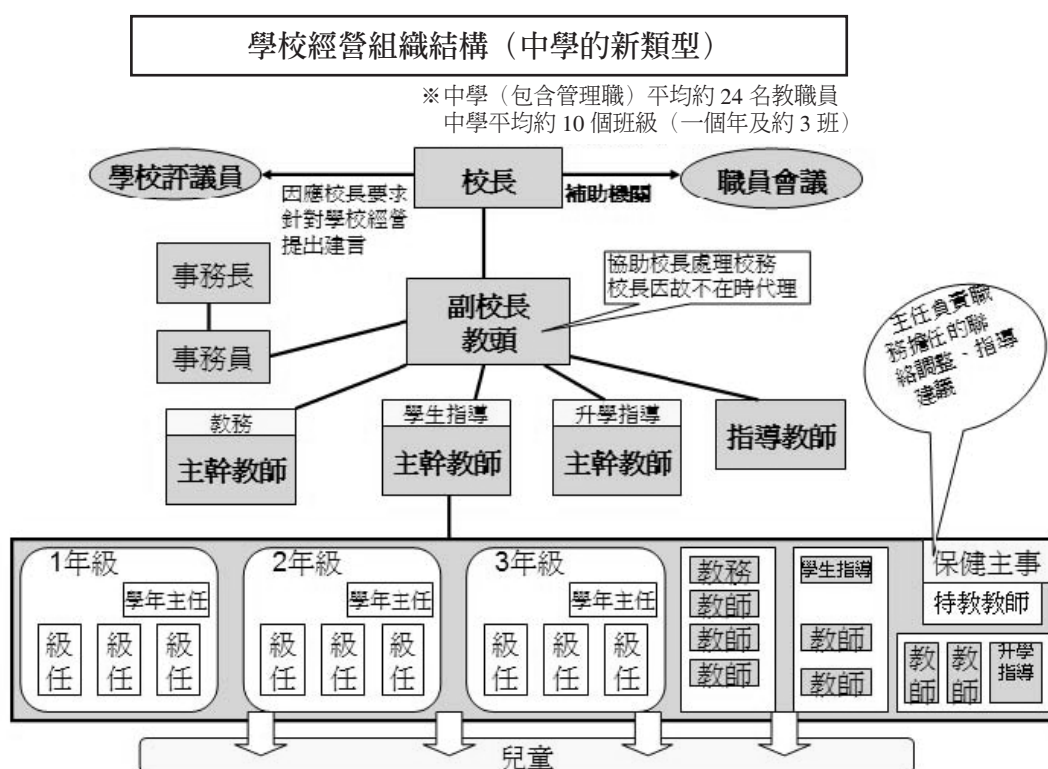 學校經營組織結構（中學的新類型）
※中學（包含管理職）平均約 24 名教職員
中學平均約 10 個班級（一個年及約 3 班）
學校評議員
校長
職員會議
因應校長要求
針對學校經營
提出建言
補助機關
事務長
事務員
副校長
教頭
協助校長處理校務
校長因故不在時代理
主任負責職
務擔任的聯
絡調整、指導
建議
教務
主幹教師
學生指導
主幹教師
升學指導
主幹教師
指導教師
1年級
學年主任
級任
級任
級任
2年級
學年主任
級任
級任
級任
3年級
學年主任
級任
級任
級任
教務
教師
教師
教師
學生指導
教師
教師
保健主事
特教教師
教師
教師
升學
指導
兒童